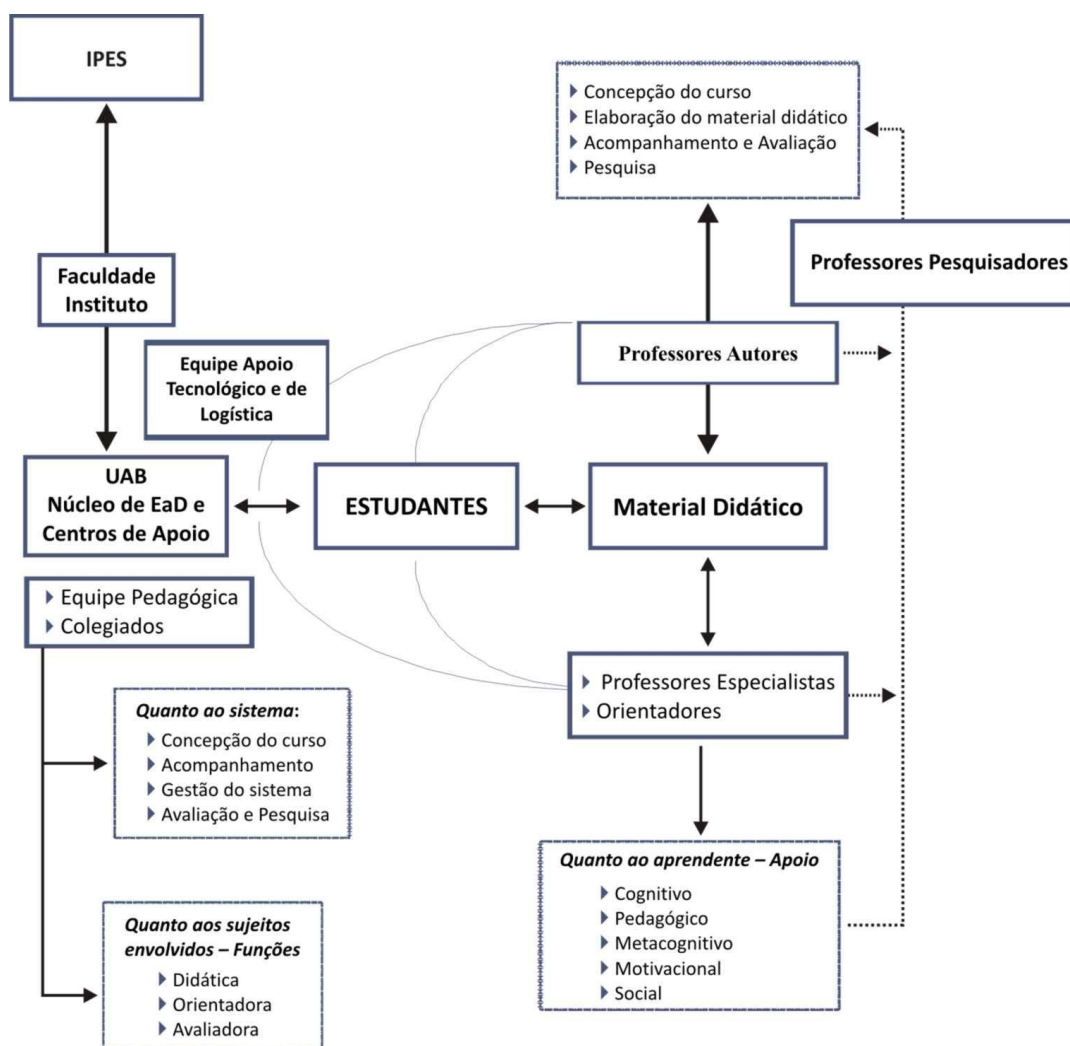 IPES
Concepção do curso
Elaboração do material didático
Acompanhamento e Avaliação
Pesquisa
Professores Pesquisadores
Faculdade
Instituto
Equipe Apoio
Tecnológico e de
Logística
Professores Autores
UAB
Núcleo de EaD e
Centros de Apoio
ESTUDANTES
Material Didático
Equipe Pedagógica
Colegiados
Professores Especialistas
Orientadores
Quanto ao sistema:
Concepção do curso
Acompanhamento
Gestão do sistema
Avaliação e Pesquisa
Quanto ao aprendente – Apoio
Cognitivo
Pedagógico
Metacognitivo
Motivacional
Social
Quanto aos sujeitos
envolvidos – Funções
Didática
Orientadora
Avaliadora